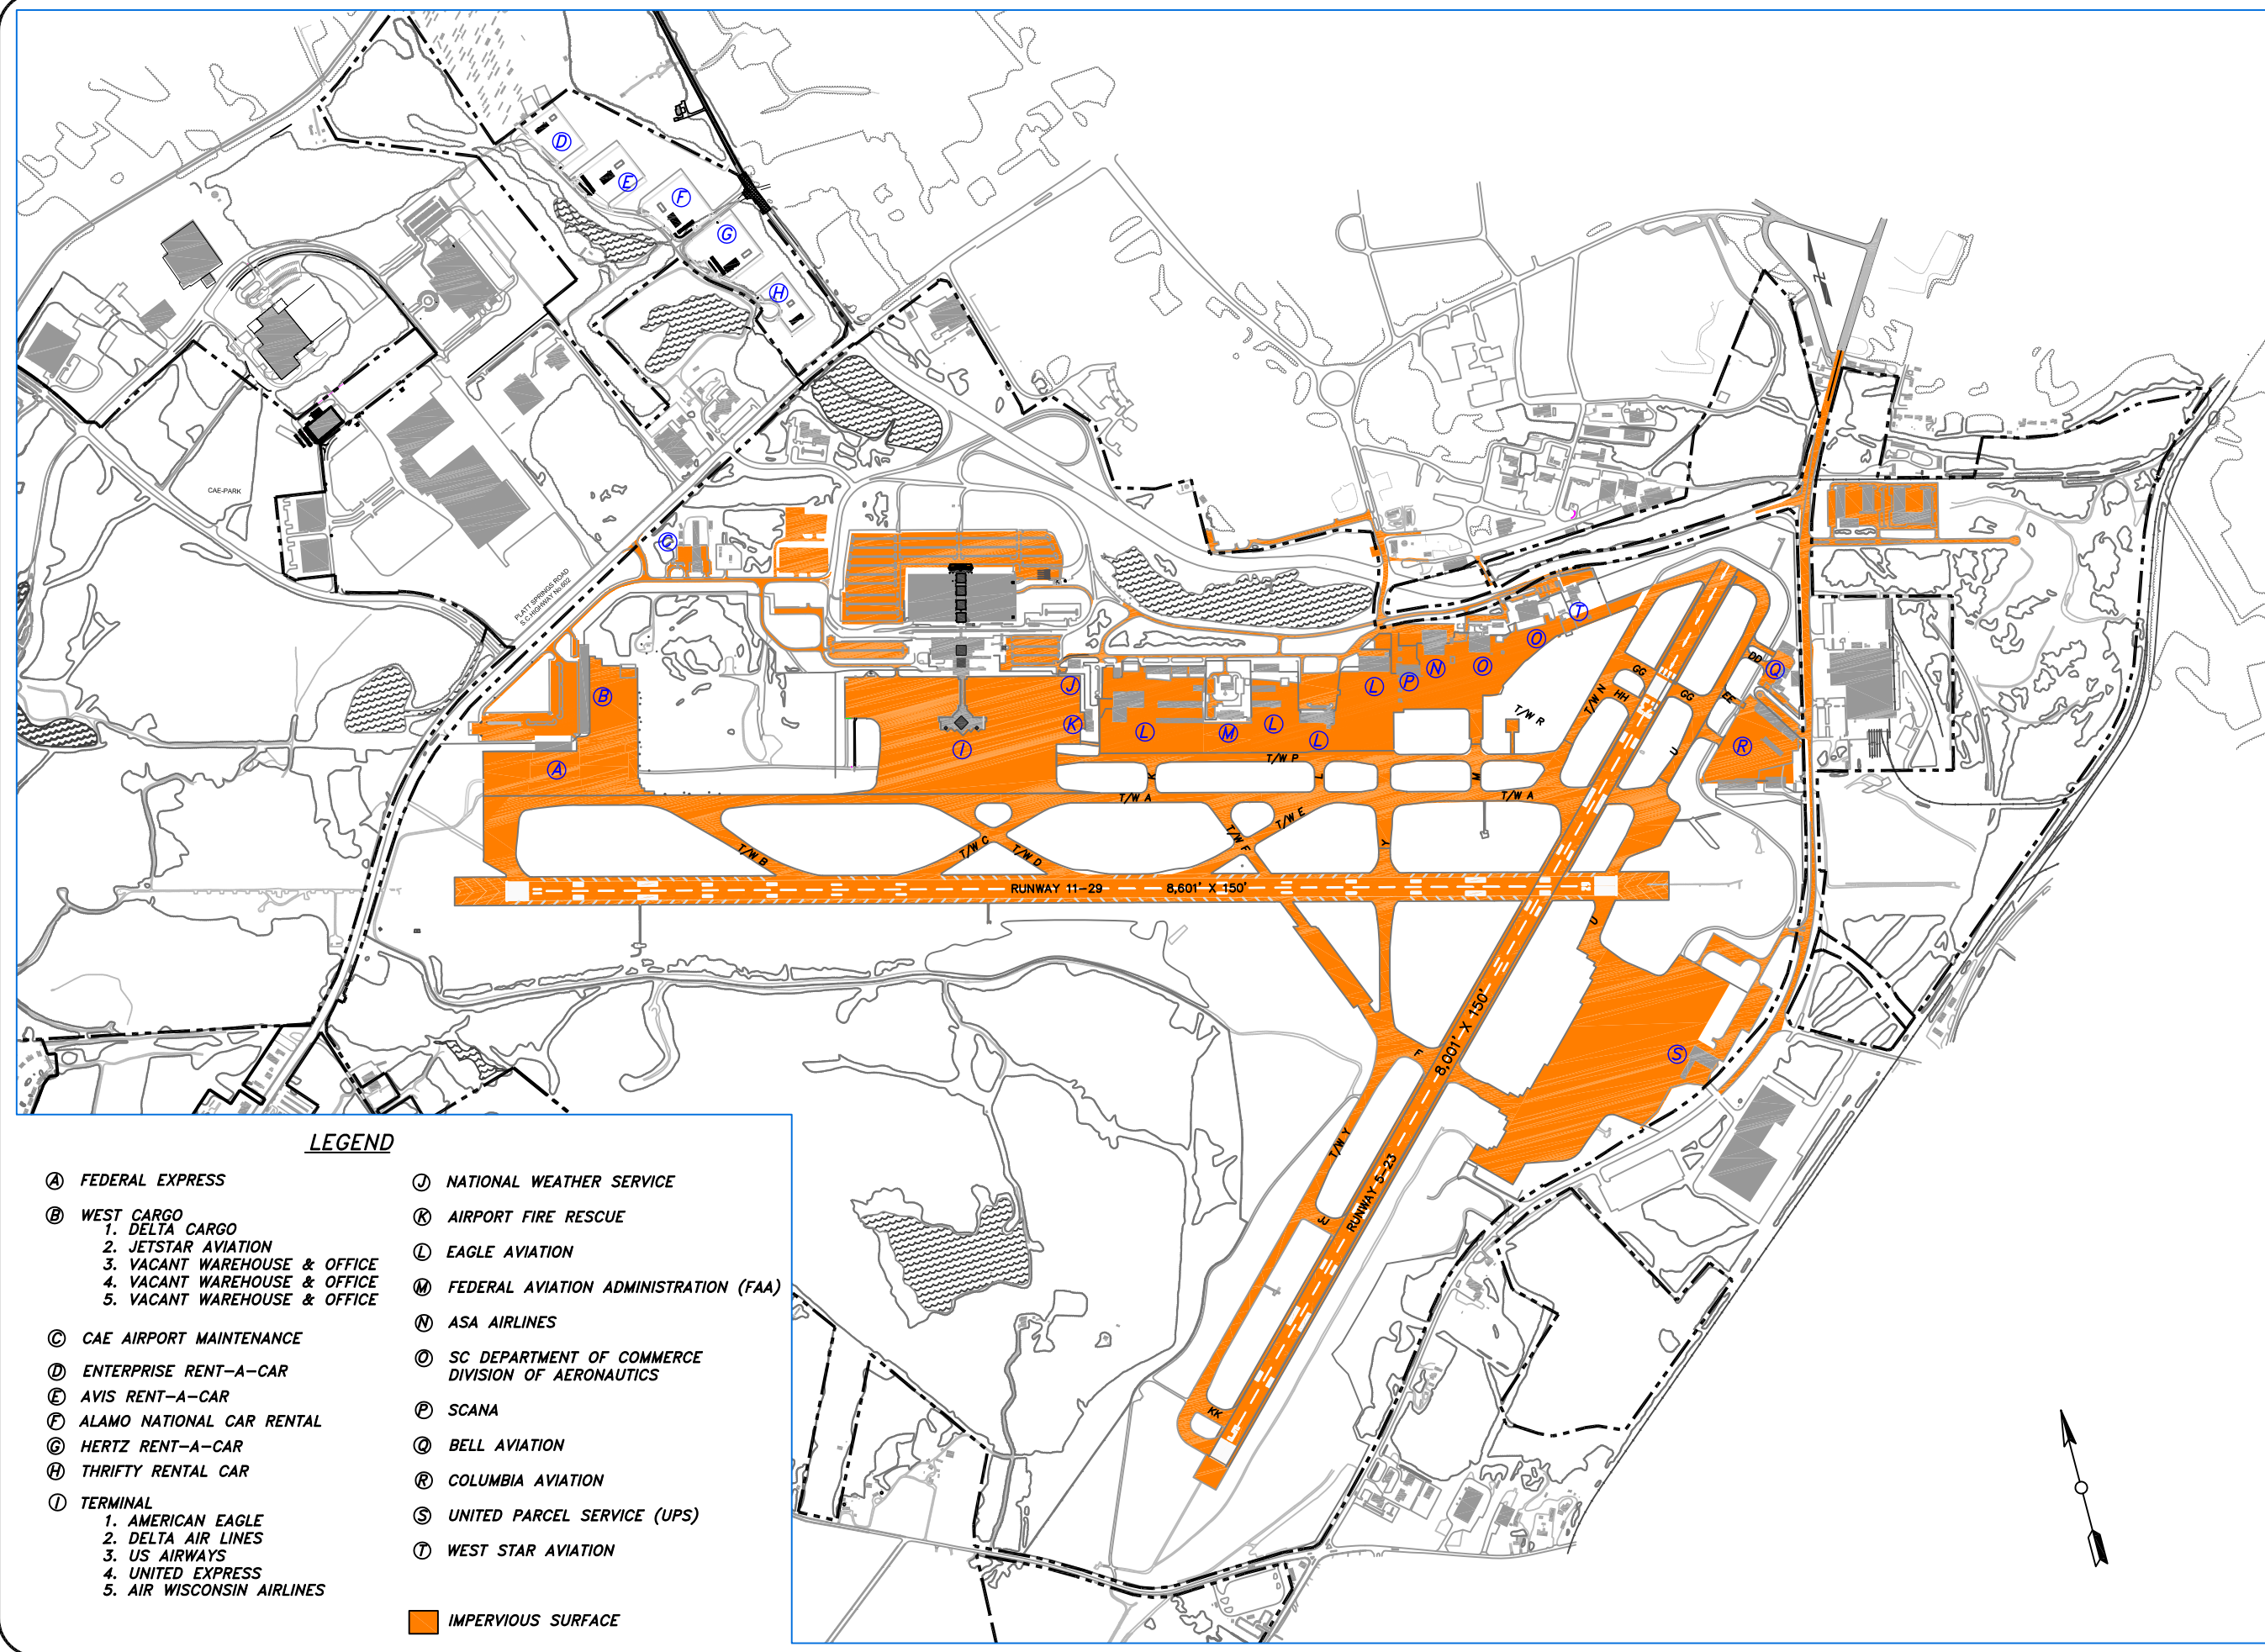 D
E
F
G
H
N
CAE-PARK
C
PLATT SPRINGS ROAD
S.C.HIGHWAY No.602
B
A
I
J
K
L
M
L
L
L
P
N
O
O
T
Q
R
S
DD
EE
GG
GG
HH
T/W N
T/W R
U
T/W P
K
L
M
T/W A
T/W A
T/W B
T/W C
T/W D
T/W F
T/W E
Y
RUNWAY 11-29 8,601' X 150'
U
F
8,001' X 150'
T/W Y
RUNWAY 5-23
KK
LEGEND
A FEDERAL EXPRESS
B WEST CARGO
1. DELTA CARGO
2. JETSTAR AVIATION
3. VACANT WAREHOUSE & OFFICE
4. VACANT WAREHOUSE & OFFICE
5. VACANT WAREHOUSE & OFFICE
C CAE AIRPORT MAINTENANCE
D ENTERPRISE RENT-A-CAR
E AVIS RENT-A-CAR
F ALAMO NATIONAL CAR RENTAL
G HERTZ RENT-A-CAR
H THRIFTY RENTAL CAR
I TERMINAL
1. AMERICAN EAGLE
2. DELTA AIR LINES
3. US AIRWAYS
4. UNITED EXPRESS
5. AIR WISCONSIN AIRLINES
J NATIONAL WEATHER SERVICE
K AIRPORT FIRE RESCUE
L EAGLE AVIATION
M FEDERAL AVIATION ADMINISTRATION (FAA)
N ASA AIRLINES
O SC DEPARTMENT OF COMMERCE
DIVISION OF AERONAUTICS
P SCANA
Q BELL AVIATION
R COLUMBIA AVIATION
S UNITED PARCEL SERVICE (UPS)
T WEST STAR AVIATION
IMPERVIOUS SURFACE